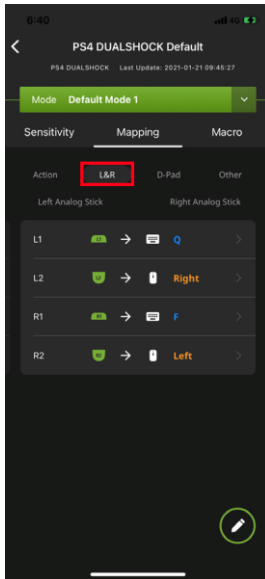 6:40
4G
PS4 DUALSHOCK Default
PS4 DUALSHOCK Last Update: 2021-01-21 09:45:27
Mode Default Mode 1
Sensitivity Mapping Macro
Action L&R D-Pad Other
Left Analog Stick Right Analog Stick
L1 Q
L2 Right
R1 F
R2 Left